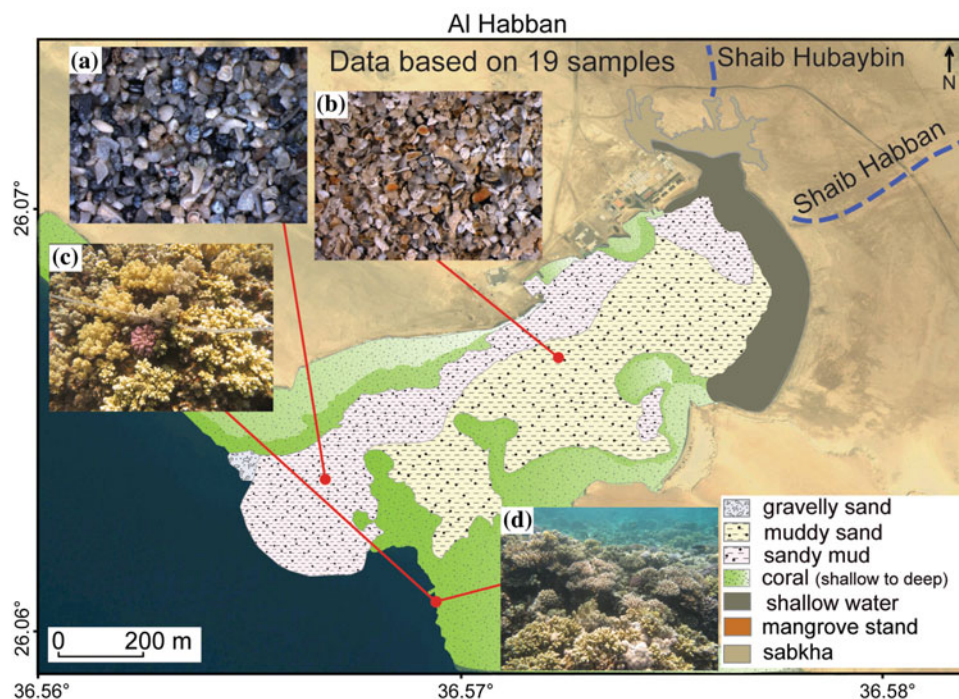 Al Habban
(a)
Data based on 19 samples
Shaib Hubaybin
N
(b)
Shaib Habban
26.07
(c)
(d)
gravelly sand
muddy sand
sandy mud
coral (shallow to deep)
shallow water
mangrove stand
sabkha
26.06
0 200 m
36.56°
36.57°
36.58°